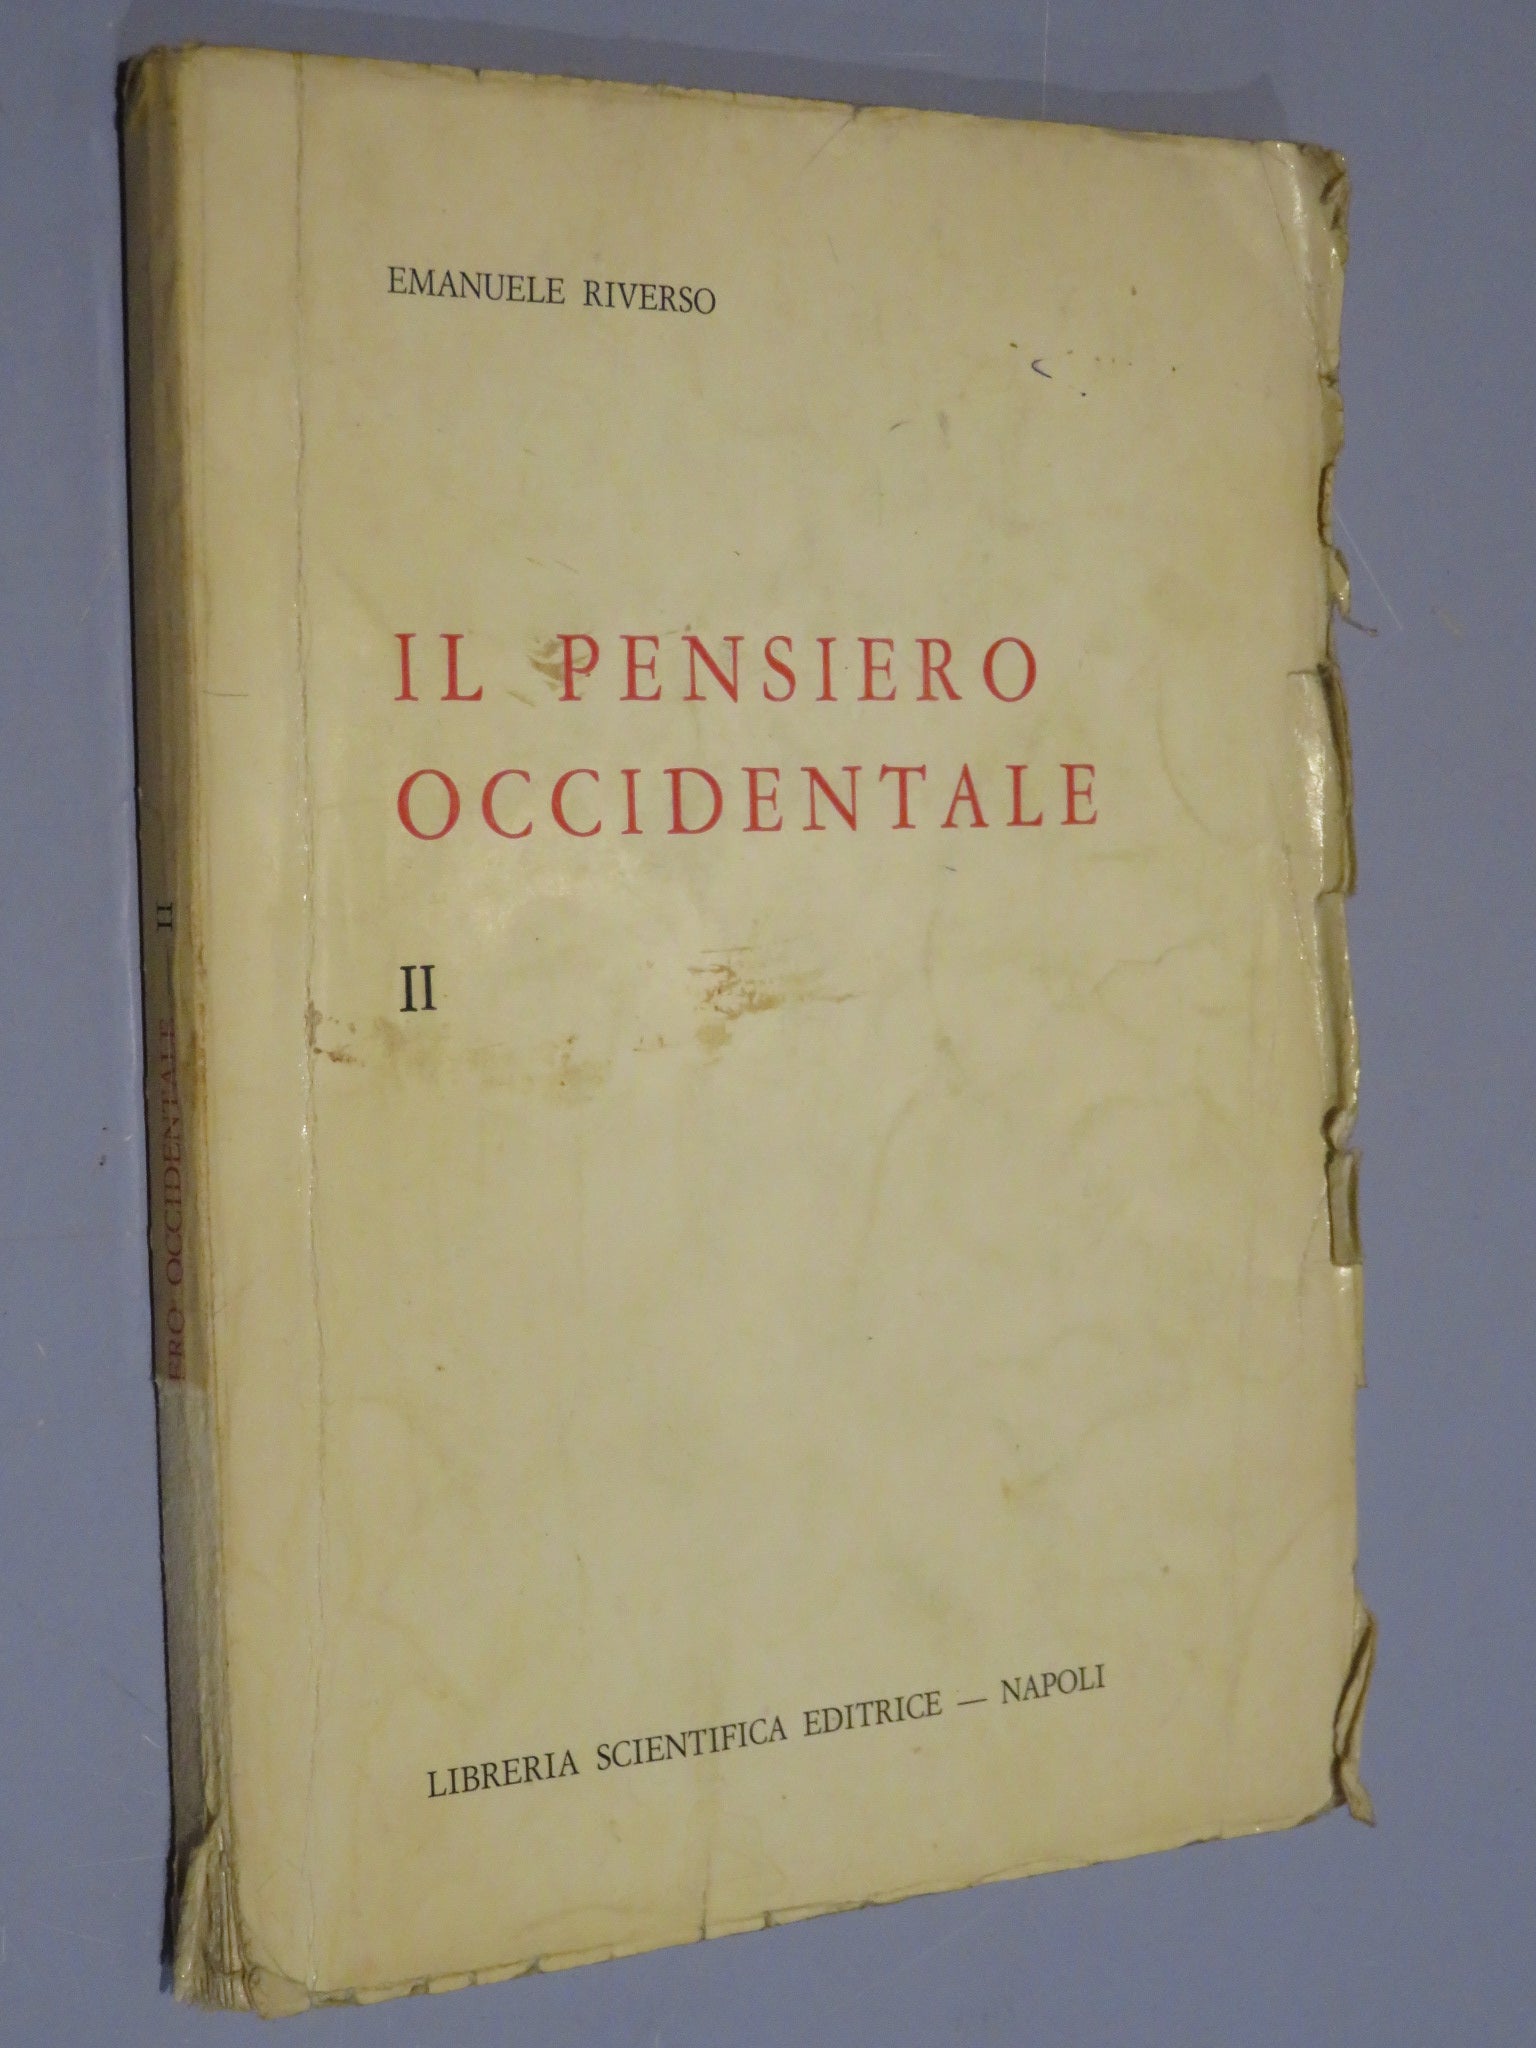 EMANUELE RIVERSO
IL PENSIERO
OCCIDENTALE
II
LIBRERIA SCIENTIFICA EDITRICE — NAPOLI
ERO OCCIDENTALE — II